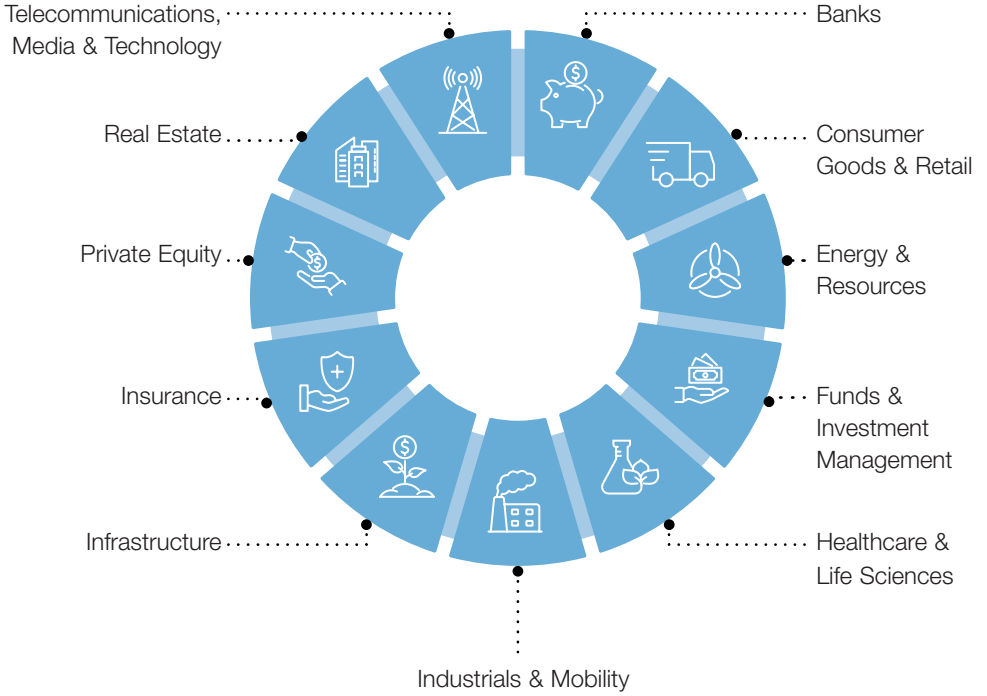 Telecommunications,
Media & Technology
Banks
Real Estate
Consumer
Goods & Retail
Private Equity
Energy &
Resources
Insurance
Funds &
Investment
Management
Infrastructure
Healthcare &
Life Sciences
Industrials & Mobility
$
$
$